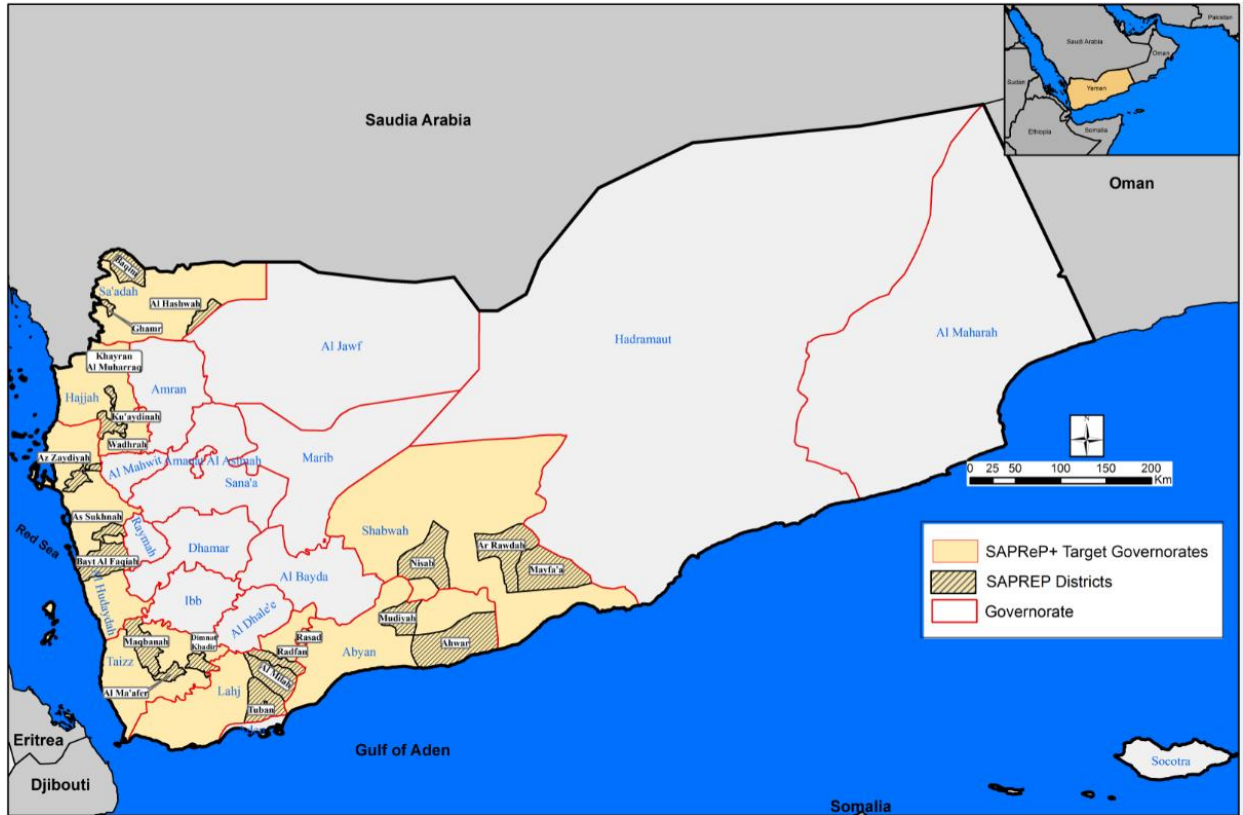 Saudi Arabia
Pakistan
Oman
Sudan
Yemen
Ethiopia
Somalia
Saudia Arabia
Oman
Baqim
Sa'adah
Al Hashwah
Ghamr
Khayran
Al Muharraq
Al Jawf
Hadramaut
Al Maharah
Hajjah
Amran
Ku'aydinah
Wadhrah
Az Zaydiyah
Al Mahwit
Amanat Al Asimah
Marib
Sana'a
0 25 50 100 150 200
Km
As Sukhnah
Red Sea
Raymah
Dhamar
Shabwah
Ar Rawdah
Nisab
Mayfa'a
Bayt Al Faqiah
Al Bayda
Al Hudaydah
Ibb
Al Dhale'e
Mudiyah
Ahwar
Maqbanah
Dimnat
Khadir
Rasad
Radfan
Abyan
Taizz
Al Milah
Al Ma'afer
Lahj
Tuban
SAPReP+ Target Governorates
SAPREP Districts
Governorate
Eritrea
Gulf of Aden
Djibouti
Socotra
Somalia